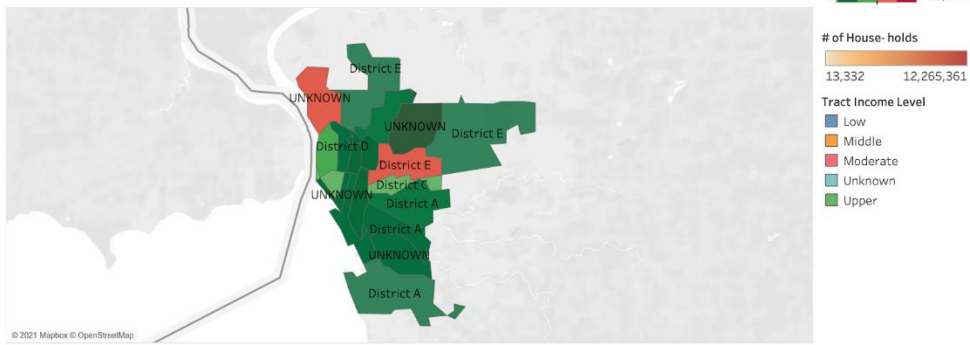 District E
UNKNOWN
UNKNOWN
District E
District D
District E
District C
UNKNOWN
District A
District A
UNKNOWN
District A
© 2021 Mapbox © OpenStreetMap
# of House- holds
13,332 12,265,361
Tract Income Level
Low
Middle
Moderate
Unknown
Upper